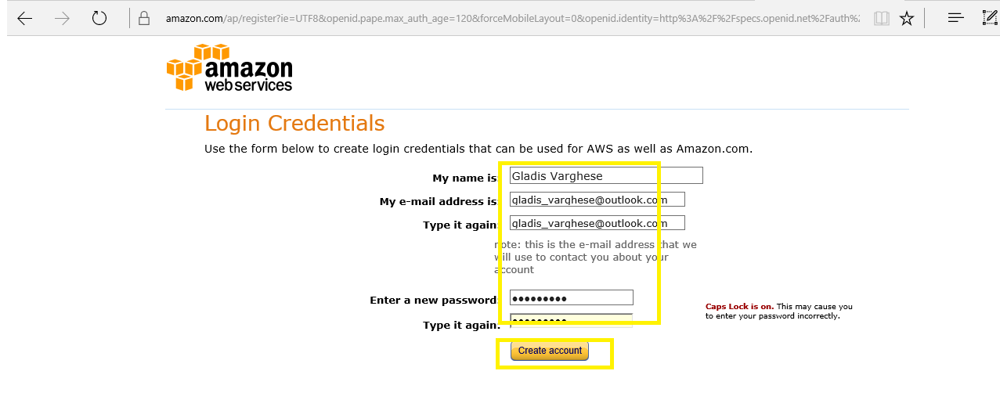 amazon.com/ap/register?ie=UTF8&openid.pape.max_auth_age=120&forceMobileLayout=0&openid.identity=http%3A%2F%2Fspecs.openid.net%2Fauth%2
amazon
web services
Login Credentials
Use the form below to create login credentials that can be used for AWS as well as Amazon.com.
My name is: Gladis Varghese
My e-mail address is: gladis_varghese@outlook.com
Type it again: gladis_varghese@outlook.com
note: this is the e-mail address that we
will use to contact you about your
account
Enter a new password: •••••••••
Caps Lock is on. This may cause you
to enter your password incorrectly.
Type it again: •••••••••
Create account